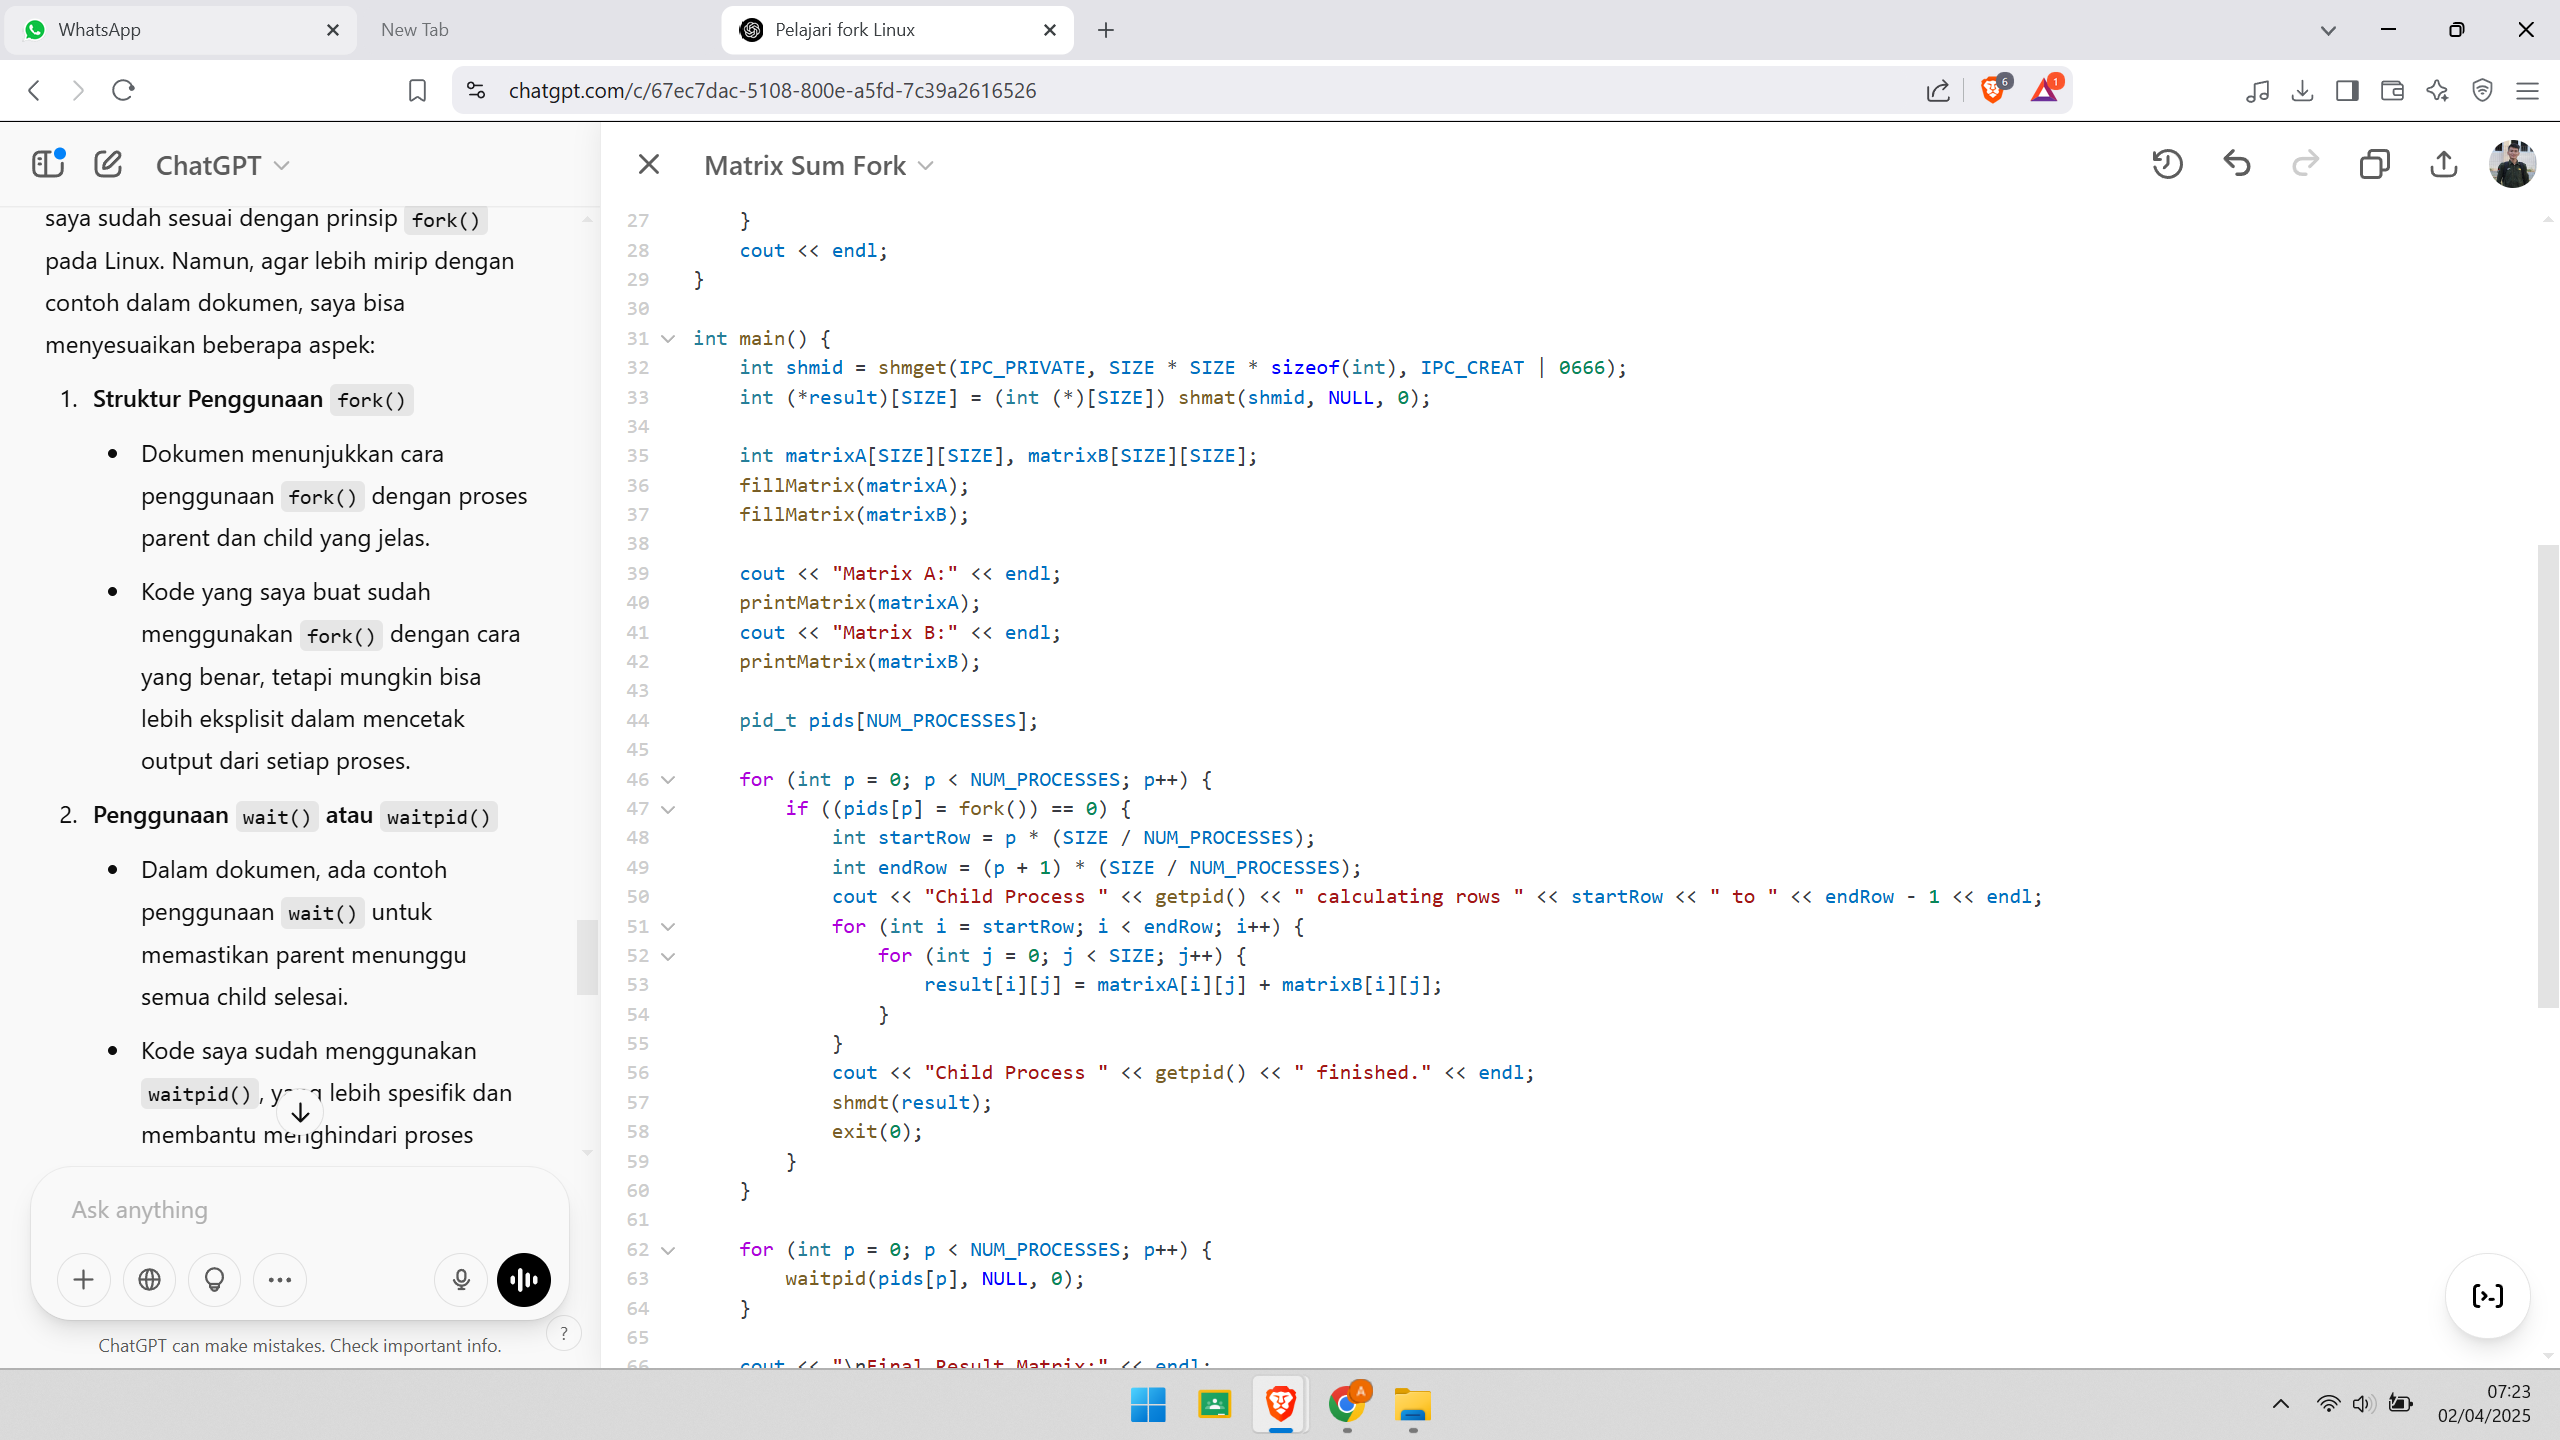 WhatsApp
New Tab
Pelajari fork Linux
chatgpt.com/c/67ec7dac-5108-800e-a5fd-7c39a2616526
6
1
ChatGPT
saya sudah sesuai dengan prinsip fork()
pada Linux. Namun, agar lebih mirip dengan
contoh dalam dokumen, saya bisa
menyesuaikan beberapa aspek:
1. Struktur Penggunaan fork()
• Dokumen menunjukkan cara
penggunaan fork() dengan proses
parent dan child yang jelas.
• Kode yang saya buat sudah
menggunakan fork() dengan cara
yang benar, tetapi mungkin bisa
lebih eksplisit dalam mencetak
output dari setiap proses.
2. Penggunaan wait() atau waitpid()
• Dalam dokumen, ada contoh
penggunaan wait() untuk
memastikan parent menunggu
semua child selesai.
• Kode saya sudah menggunakan
waitpid(), yang lebih spesifik dan
membantu menghindari proses
Ask anything
ChatGPT can make mistakes. Check important info.
?
Matrix Sum Fork
27     }
28     cout << endl;
29 }
30
31 int main() {
32     int shmid = shmget(IPC_PRIVATE, SIZE * SIZE * sizeof(int), IPC_CREAT | 0666);
33     int (*result)[SIZE] = (int (*)[SIZE]) shmat(shmid, NULL, 0);
34
35     int matrixA[SIZE][SIZE], matrixB[SIZE][SIZE];
36     fillMatrix(matrixA);
37     fillMatrix(matrixB);
38
39     cout << "Matrix A:" << endl;
40     printMatrix(matrixA);
41     cout << "Matrix B:" << endl;
42     printMatrix(matrixB);
43
44     pid_t pids[NUM_PROCESSES];
45
46     for (int p = 0; p < NUM_PROCESSES; p++) {
47         if ((pids[p] = fork()) == 0) {
48             int startRow = p * (SIZE / NUM_PROCESSES);
49             int endRow = (p + 1) * (SIZE / NUM_PROCESSES);
50             cout << "Child Process " << getpid() << " calculating rows " << startRow << " to " << endRow - 1 << endl;
51             for (int i = startRow; i < endRow; i++) {
52                 for (int j = 0; j < SIZE; j++) {
53                     result[i][j] = matrixA[i][j] + matrixB[i][j];
54                 }
55             }
56             cout << "Child Process " << getpid() << " finished." << endl;
57             shmdt(result);
58             exit(0);
59         }
60     }
61
62     for (int p = 0; p < NUM_PROCESSES; p++) {
63         waitpid(pids[p], NULL, 0);
64     }
65
66     cout << "\nFinal Result Matrix:" << endl;
A
07:23
02/04/2025